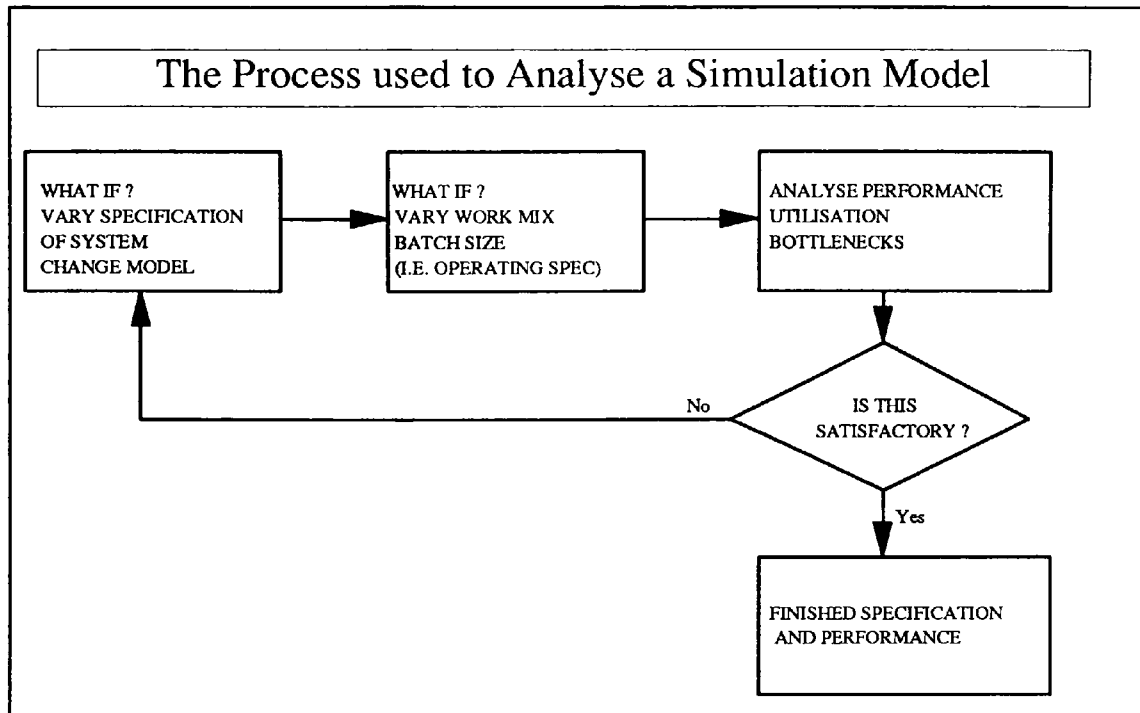 The Process used to Analyse a Simulation Model
WHAT IF ?
VARY SPECIFICATION
OF SYSTEM
CHANGE MODEL
WHAT IF ?
VARY WORK MIX
BATCH SIZE
(I.E. OPERATING SPEC)
ANALYSE PERFORMANCE
UTILISATION
BOTTLENECKS
No
IS THIS
SATISFACTORY ?
Yes
FINISHED SPECIFICATION
AND PERFORMANCE